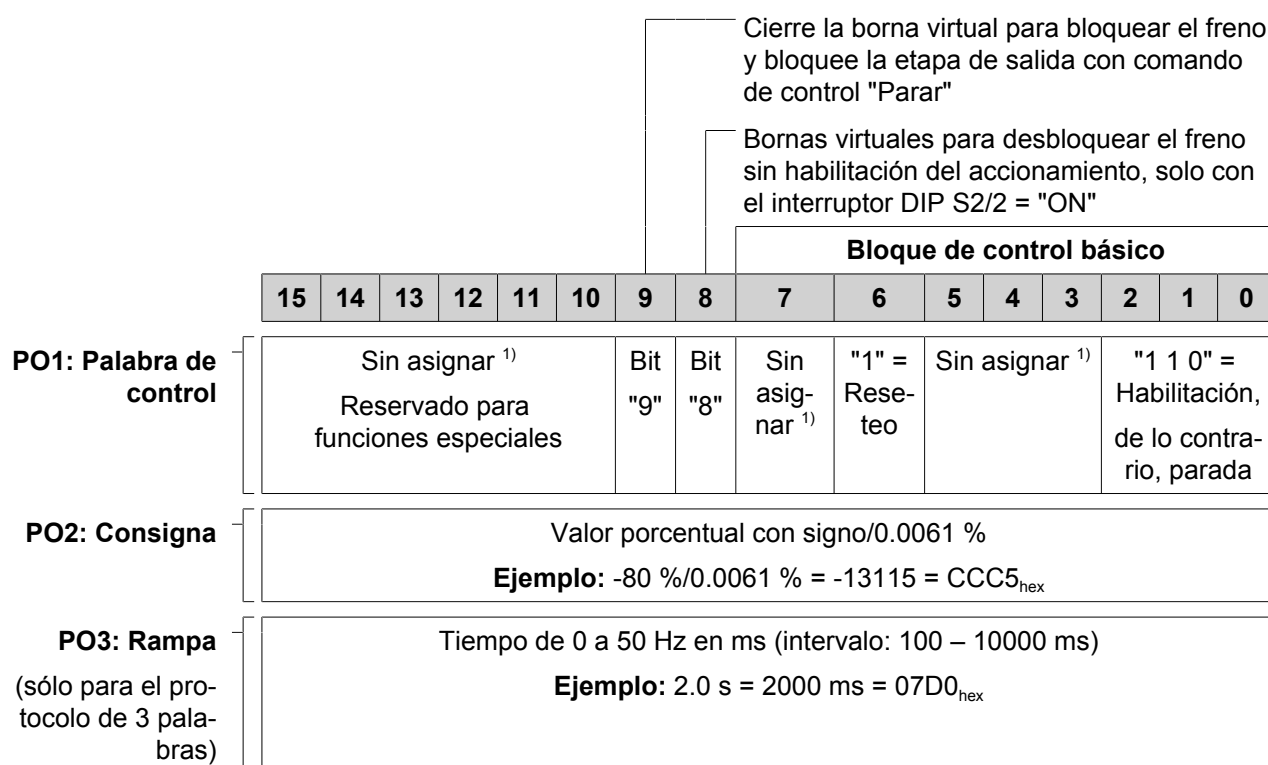 Cierre la borna virtual para bloquear el freno
y bloquee la etapa de salida con comando
de control "Parar"
Bornas virtuales para desbloquear el freno
sin habilitación del accionamiento, solo con
el interruptor DIP S2/2 = "ON"
Bloque de control básico
15 14 13 12 11 10 9 8 7 6 5 4 3 2 1 0
PO1: Palabra de
control
Sin asignar 1)
Reservado para
funciones especiales
Bit
"9"
Bit
"8"
Sin
asig-
nar 1)
"1" =
Rese-
teo
Sin asignar 1)
"1 1 0" =
Habilitación,
de lo contra-
rio, parada
PO2: Consigna
Valor porcentual con signo/0.0061 %
Ejemplo: -80 %/0.0061 % = -13115 = CCC5hex
PO3: Rampa
(sólo para el pro-
tocolo de 3 pala-
bras)
Tiempo de 0 a 50 Hz en ms (intervalo: 100 – 10000 ms)
Ejemplo: 2.0 s = 2000 ms = 07D0hex